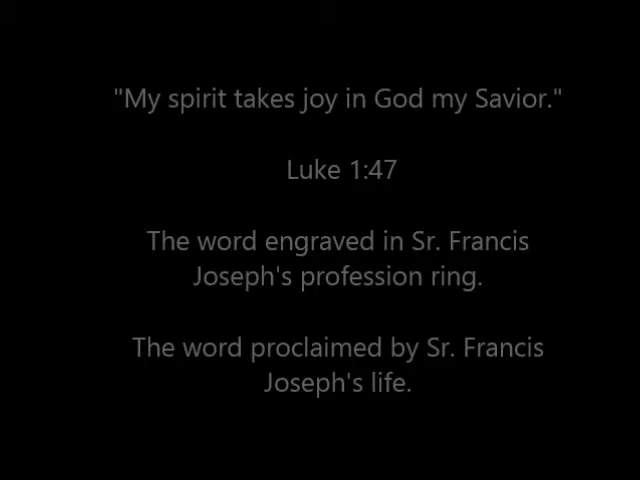 "My spirit takes joy in God my Savior."
Luke 1:47
The word engraved in Sr. Francis
Joseph's profession ring.
The word proclaimed by Sr. Francis
Joseph's life.